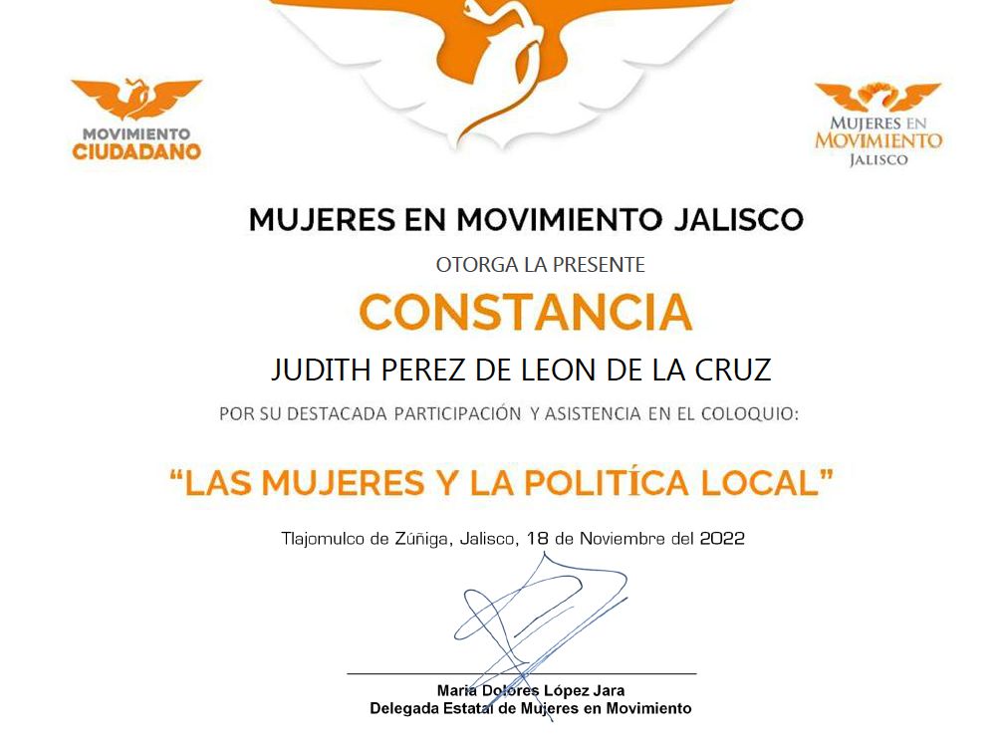 MOVIMIENTO
CIUDADANO
MUJERES EN
MOVIMIENTO
JALISCO
MUJERES EN MOVIMIENTO JALISCO
OTORGA LA PRESENTE
CONSTANCIA
JUDITH PEREZ DE LEON DE LA CRUZ
POR SU DESTACADA PARTICIPACIÓN Y ASISTENCIA EN EL COLOQUIO:
“LAS MUJERES Y LA POLITÍCA LOCAL”
Tlajomulco de Zúñiga, Jalisco, 18 de Noviembre del 2022
Maria Dolores López Jara
Delegada Estatal de Mujeres en Movimiento